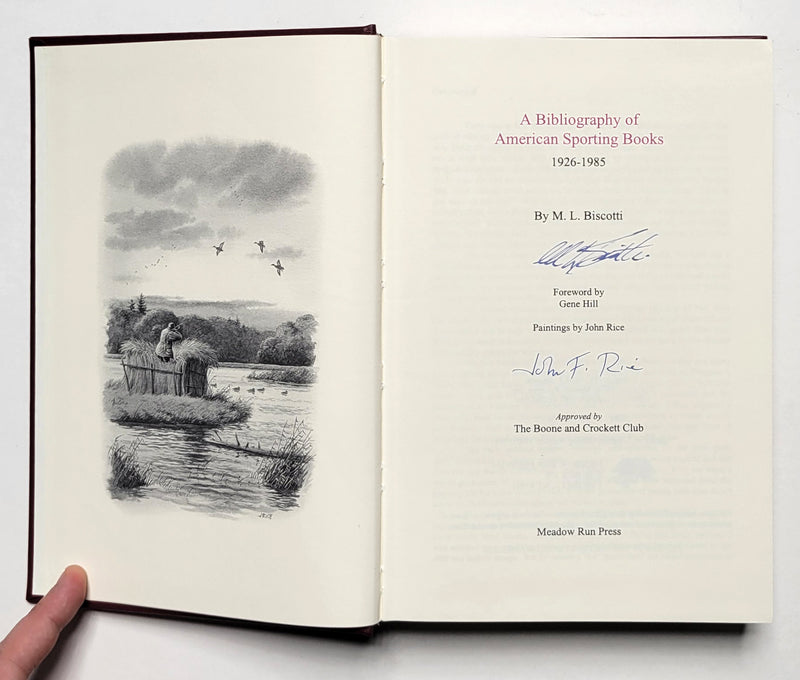 A Bibliography of
American Sporting Books
1926-1985
By M. L. Biscotti
Foreword by
Gene Hill
Paintings by John Rice
John F. Rice
Approved by
The Boone and Crockett Club
Meadow Run Press